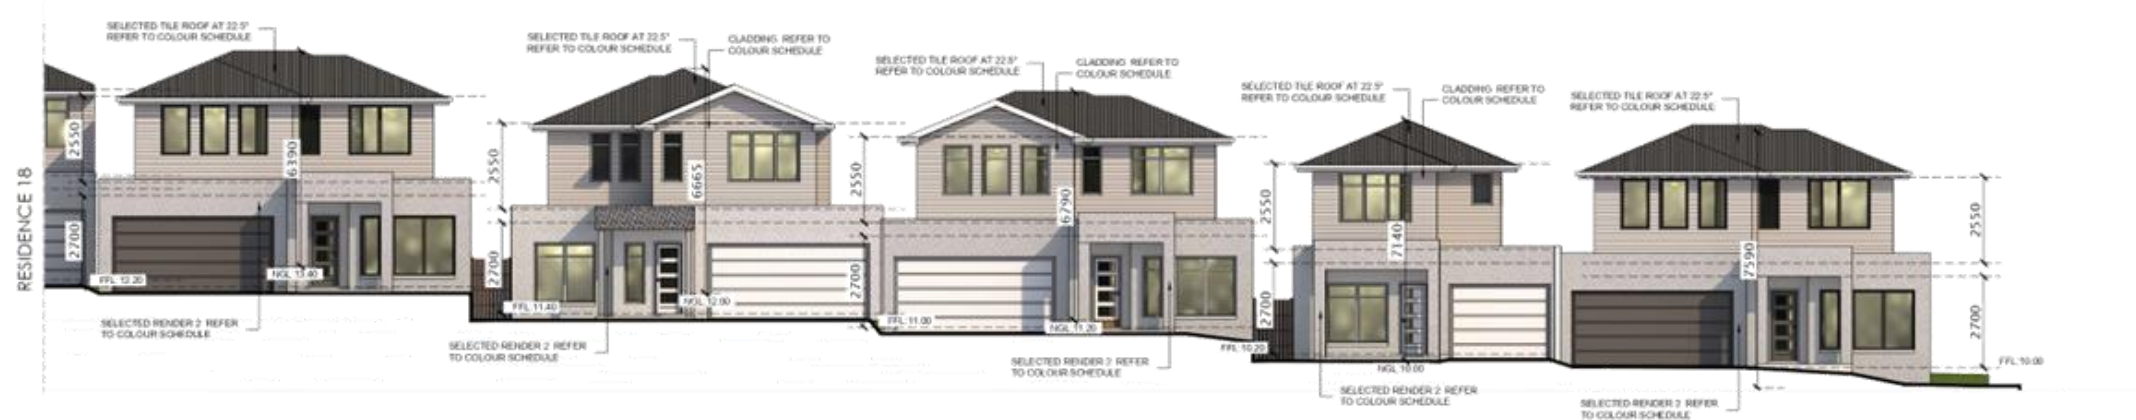 RESIDENCE 18
SELECTED TILE ROOF AT 22.5°
REFER TO COLOUR SCHEDULE
2550
2700
6390
FFL 13.20
NGL 13.40
SELECTED RENDER 2 REFER
TO COLOUR SCHEDULE
SELECTED TILE ROOF AT 22.5°
REFER TO COLOUR SCHEDULE
CLADDING REFER TO
COLOUR SCHEDULE
2550
2700
6665
FFL 11.40
SELECTED RENDER 2 REFER
TO COLOUR SCHEDULE
SELECTED TILE ROOF AT 22.5°
REFER TO COLOUR SCHEDULE
CLADDING REFER TO
COLOUR SCHEDULE
2550
2700
6790
FFL 11.00
NGL 11.20
SELECTED RENDER 2 REFER
TO COLOUR SCHEDULE
SELECTED TILE ROOF AT 22.5°
REFER TO COLOUR SCHEDULE
CLADDING REFER TO
COLOUR SCHEDULE
2550
2700
7140
FFL 10.20
NGL 10.00
SELECTED RENDER 2 REFER
TO COLOUR SCHEDULE
SELECTED TILE ROOF AT 22.5°
REFER TO COLOUR SCHEDULE
7590
2550
2700
FFL 10.00
SELECTED RENDER 2 REFER
TO COLOUR SCHEDULE